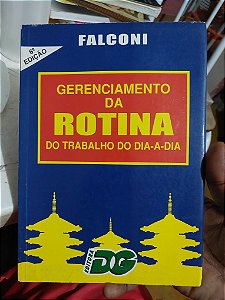 FALCONI
6ª EDIÇÃO
GERENCIAMENTO
DA
ROTINA
DO TRABALHO DO DIA-A-DIA
EDITORA
DG